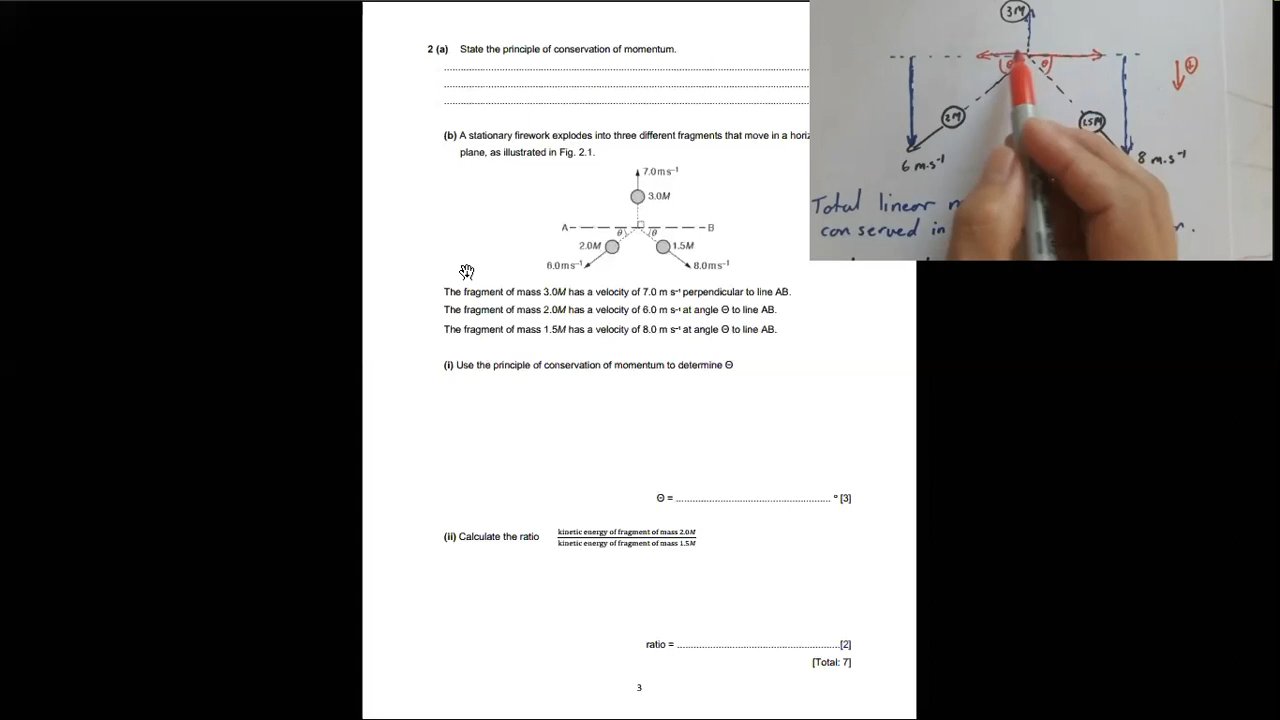 2 (a) State the principle of conservation of momentum.
(b) A stationary firework explodes into three different fragments that move in a
plane, as illustrated in Fig. 2.1.
7.0 m s⁻¹
3.0M
A
B
θ
θ
2.0M
1.5M
6.0 m s⁻¹
8.0 m s⁻¹
The fragment of mass 3.0M has a velocity of 7.0 m s⁻¹ perpendicular to line AB.
The fragment of mass 2.0M has a velocity of 6.0 m s⁻¹ at angle Θ to line AB.
The fragment of mass 1.5M has a velocity of 8.0 m s⁻¹ at angle Θ to line AB.
(i) Use the principle of conservation of momentum to determine Θ
Θ = .................................................... ° [3]
(ii) Calculate the ratio
kinetic energy of fragment of mass 2.0M
kinetic energy of fragment of mass 1.5M
ratio = .....................................................[2]
[Total: 7]
3
3M
θ
+
2M
1.5M
6 m.s⁻¹
8 m.s⁻¹
Total linear
conserved in